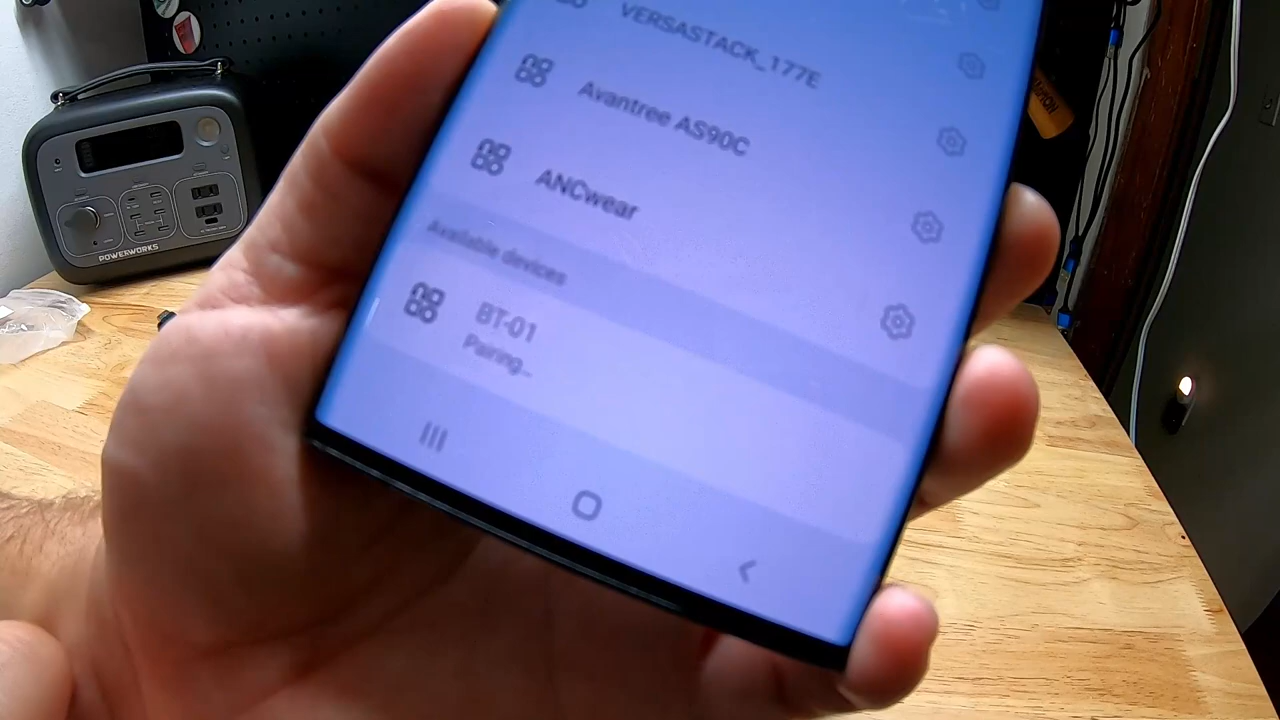 VERSASTACK_177E
Avantree AS90C
ANCwear
Available devices
BT-01
Pairing...
POWERWORKS